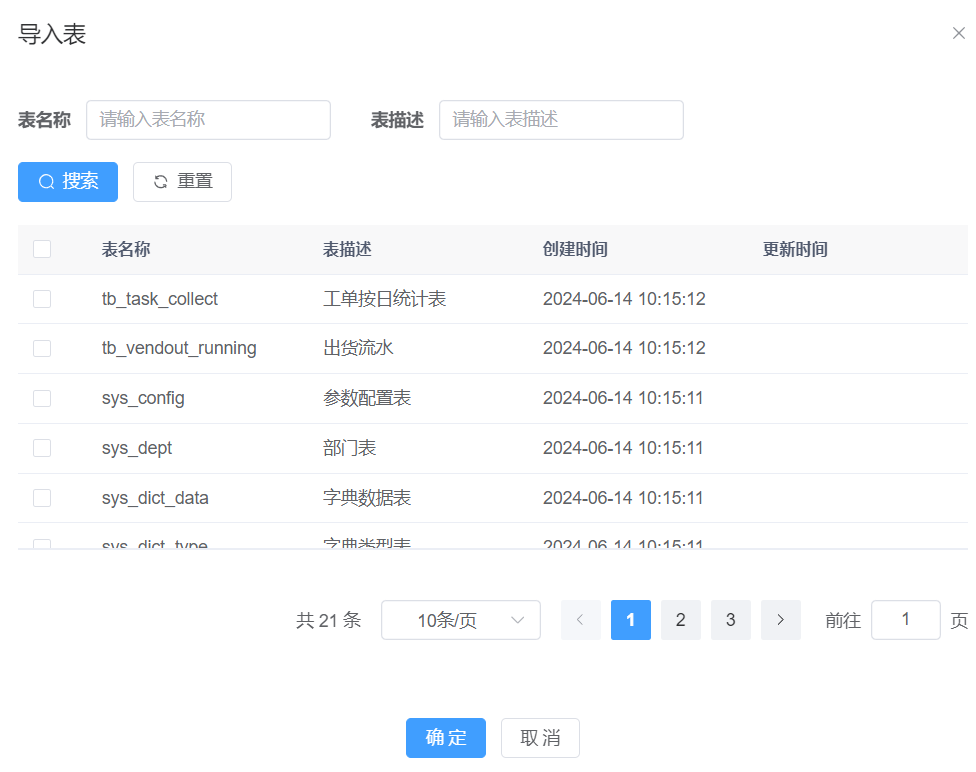 导入表
表名称 请输入表名称 表描述 请输入表描述
搜索 重置
表名称 表描述 创建时间 更新时间
tb_task_collect 工单按日统计表 2024-06-14 10:15:12
tb_vendout_running 出货流水 2024-06-14 10:15:12
sys_config 参数配置表 2024-06-14 10:15:11
sys_dept 部门表 2024-06-14 10:15:11
sys_dict_data 字典数据表 2024-06-14 10:15:11
sys_dict_type 字典类型表 2024-06-14 10:15:11
共 21 条 10条/页 1 2 3 前往 1 页
确 定 取 消